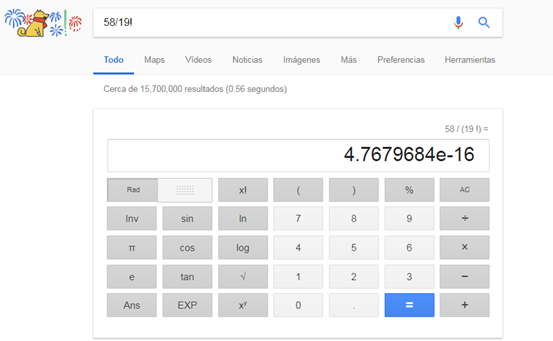 58/19!
Todo Maps Vídeos Noticias Imágenes Más Preferencias Herramientas
Cerca de 15,700,000 resultados (0.56 segundos)
58 / (19 !) =
4.7679684e-16
Rad x! ( ) % AC
Inv sin ln 7 8 9 ÷
π cos log 4 5 6 ×
e tan √ 1 2 3 −
Ans EXP xʸ 0 . = +